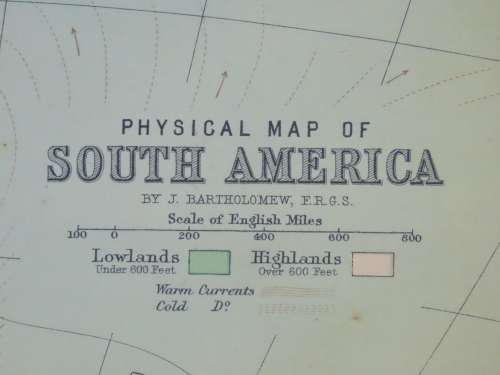 PHYSICAL MAP OF
SOUTH AMERICA
BY J. BARTHOLOMEW, F.R.G.S.
Scale of English Miles
100 0 200 400 600 800
Lowlands Highlands
Under 600 Feet Over 600 Feet
Warm Currents
Cold Dº